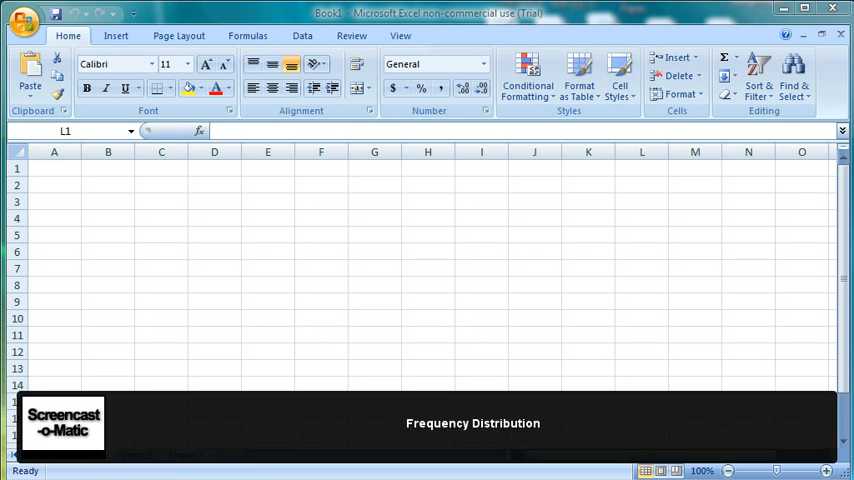 Book1 - Microsoft Excel non-commercial use (Trial)
Home Insert Page Layout Formulas Data Review View
Calibri 11 General Insert Σ
Paste B I U $ % , Conditional Formatting Format as Table Cell Styles Delete Format Sort & Filter Find & Select
Clipboard Font Alignment Number Styles Cells Editing
L1 fx
A B C D E F G H I J K L M N O
1
2
3
4
5
6
7
8
9
10
11
12
13
14
Screencast
-o-Matic
Frequency Distribution
Ready 100%